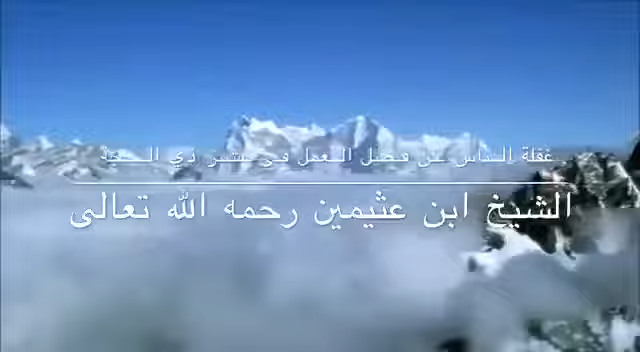 غفلة الناس عن فضل العمل في عشر ذي الحجة
الشيخ ابن عثيمين رحمه الله تعالى